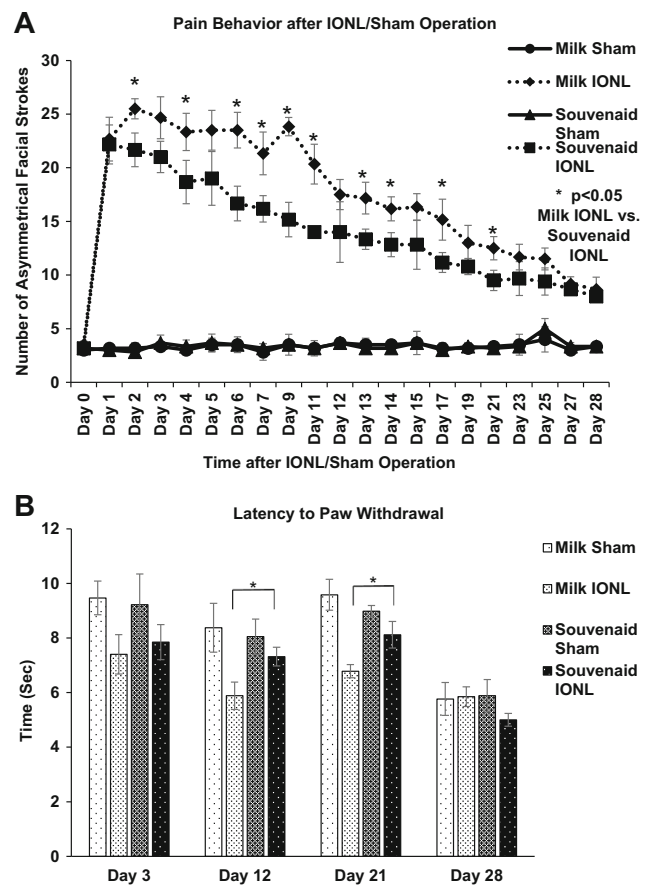 A
Pain Behavior after IONL/Sham Operation
Number of Asymmetrical Facial Strokes
30
25
20
15
10
5
0
* * * * * * * * * *
Milk Sham
Milk IONL
Souvenaid
Sham
Souvenaid
IONL
* p<0.05
Milk IONL vs.
Souvenaid
IONL
Day 0 Day 1 Day 2 Day 3 Day 4 Day 5 Day 6 Day 7 Day 9 Day 11 Day 12 Day 13 Day 14 Day 15 Day 17 Day 19 Day 21 Day 23 Day 25 Day 27 Day 28
Time after IONL/Sham Operation
B
Latency to Paw Withdrawal
Time (Sec)
12
10
8
6
4
2
0
* *
Milk Sham
Milk IONL
Souvenaid
Sham
Souvenaid
IONL
Day 3 Day 12 Day 21 Day 28